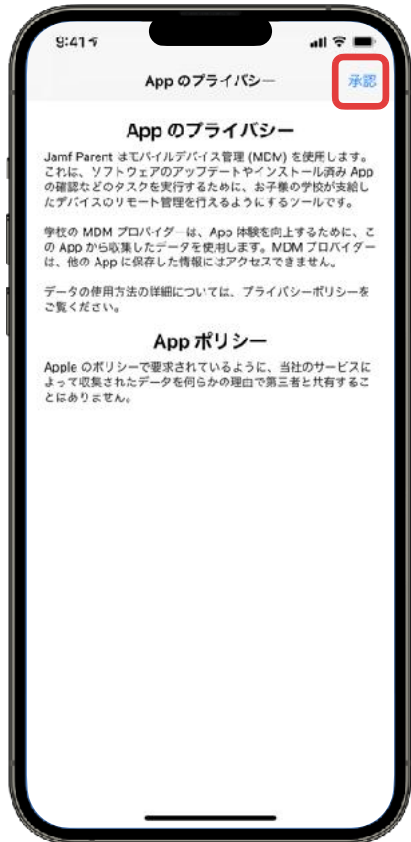 9:41
App のプライバシー
承認
App のプライバシー
Jamf Parent はモバイルデバイス管理 (MDM) を使用します。
これは、ソフトウェアのアップデートやインストール済み App
の確認などのタスクを実行するために、お子様の学校が支給し
たデバイスのリモート管理を行えるようにするツールです。
学校の MDM プロバイダーは、App 体験を向上するために、こ
の App から収集したデータを使用します。MDM プロバイダー
は、他の App に保存した情報にはアクセスできません。
データの使用方法の詳細については、プライバシーポリシーを
ご覧ください。
App ポリシー
Apple のポリシーで要求されているように、当社のサービスに
よって収集されたデータを何らかの理由で第三者と共有するこ
とはありません。